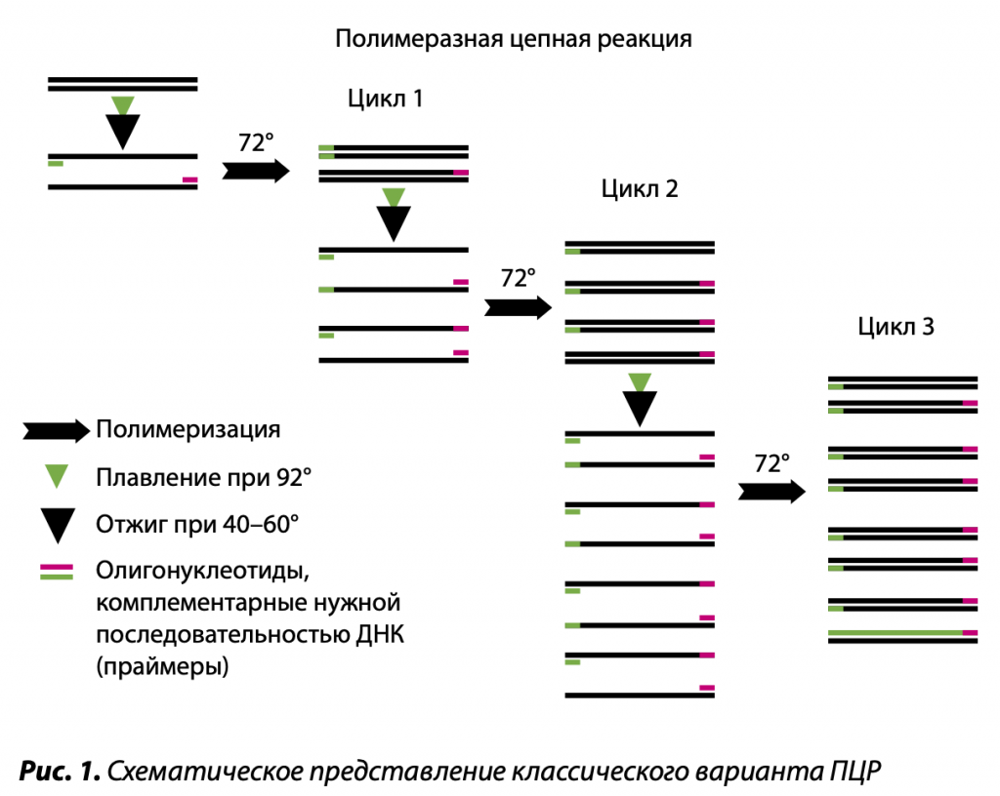 Полимеразная цепная реакция
Цикл 1
72°
Цикл 2
72°
Цикл 3
72°
Полимеризация
Плавление при 92°
Отжиг при 40–60°
Олигонуклеотиды,
комплементарные нужной
последовательностью ДНК
(праймеры)
Рис. 1. Схематическое представление классического варианта ПЦР